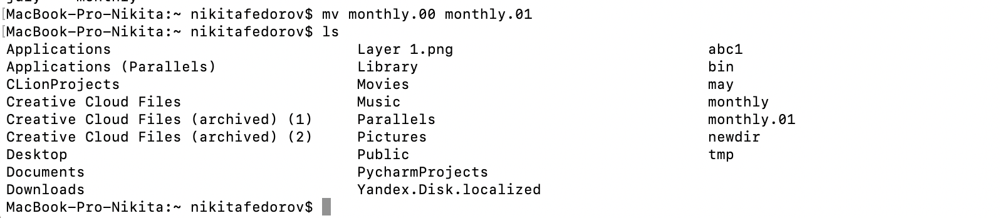 [MacBook-Pro-Nikita:~ nikitafedorov$ mv monthly.00 monthly.01
[MacBook-Pro-Nikita:~ nikitafedorov$ ls
Applications Layer 1.png abc1
Applications (Parallels) Library bin
CLionProjects Movies may
Creative Cloud Files Music monthly
Creative Cloud Files (archived) (1) Parallels monthly.01
Creative Cloud Files (archived) (2) Pictures newdir
Desktop Public tmp
Documents PycharmProjects
Downloads Yandex.Disk.localized
MacBook-Pro-Nikita:~ nikitafedorov$